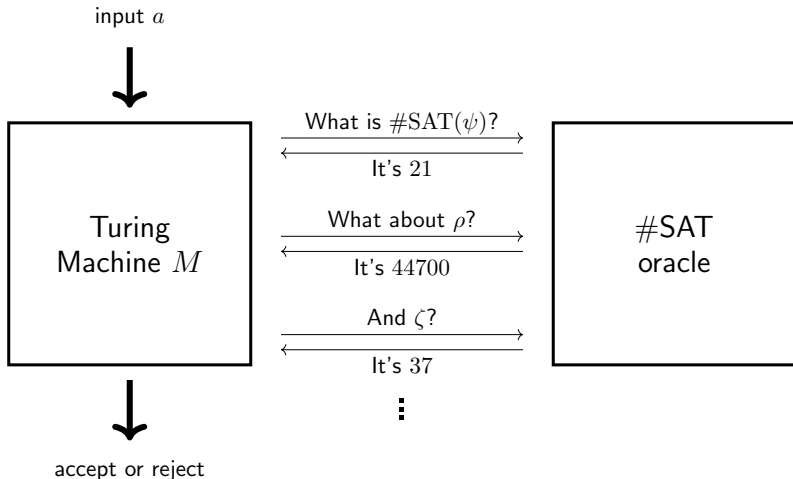 input a
What is #SAT(ψ)?
It's 21
Turing
Machine M
What about ρ?
It's 44700
#SAT
oracle
And ζ?
It's 37
accept or reject